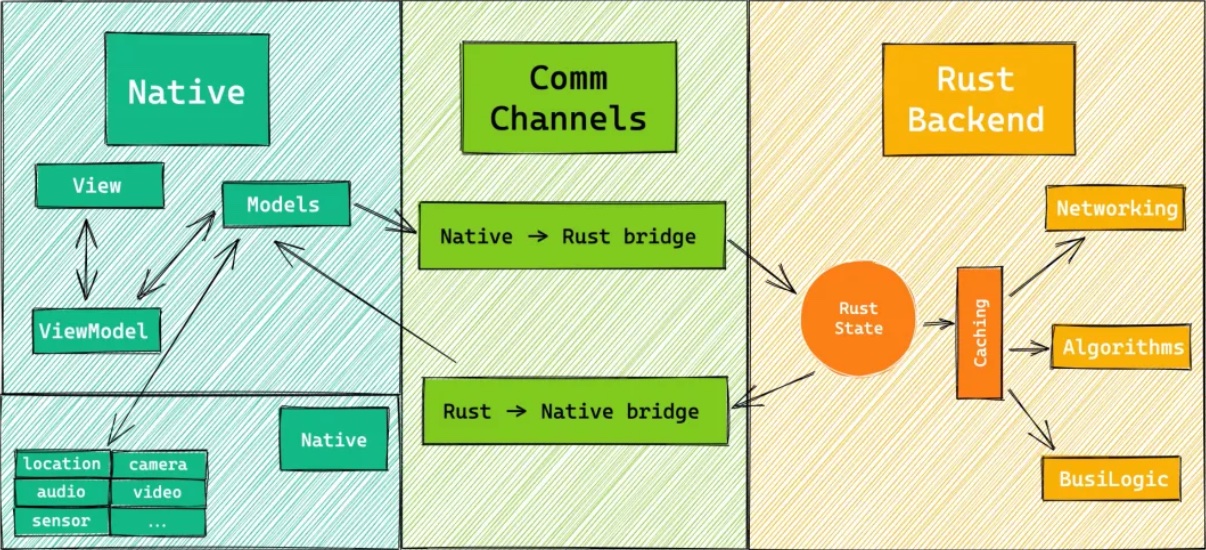 Native
View
Models
ViewModel
Native
location
camera
audio
video
sensor
...
Comm
Channels
Native → Rust bridge
Rust → Native bridge
Rust
Backend
Networking
Rust
State
Caching
Algorithms
BusiLogic